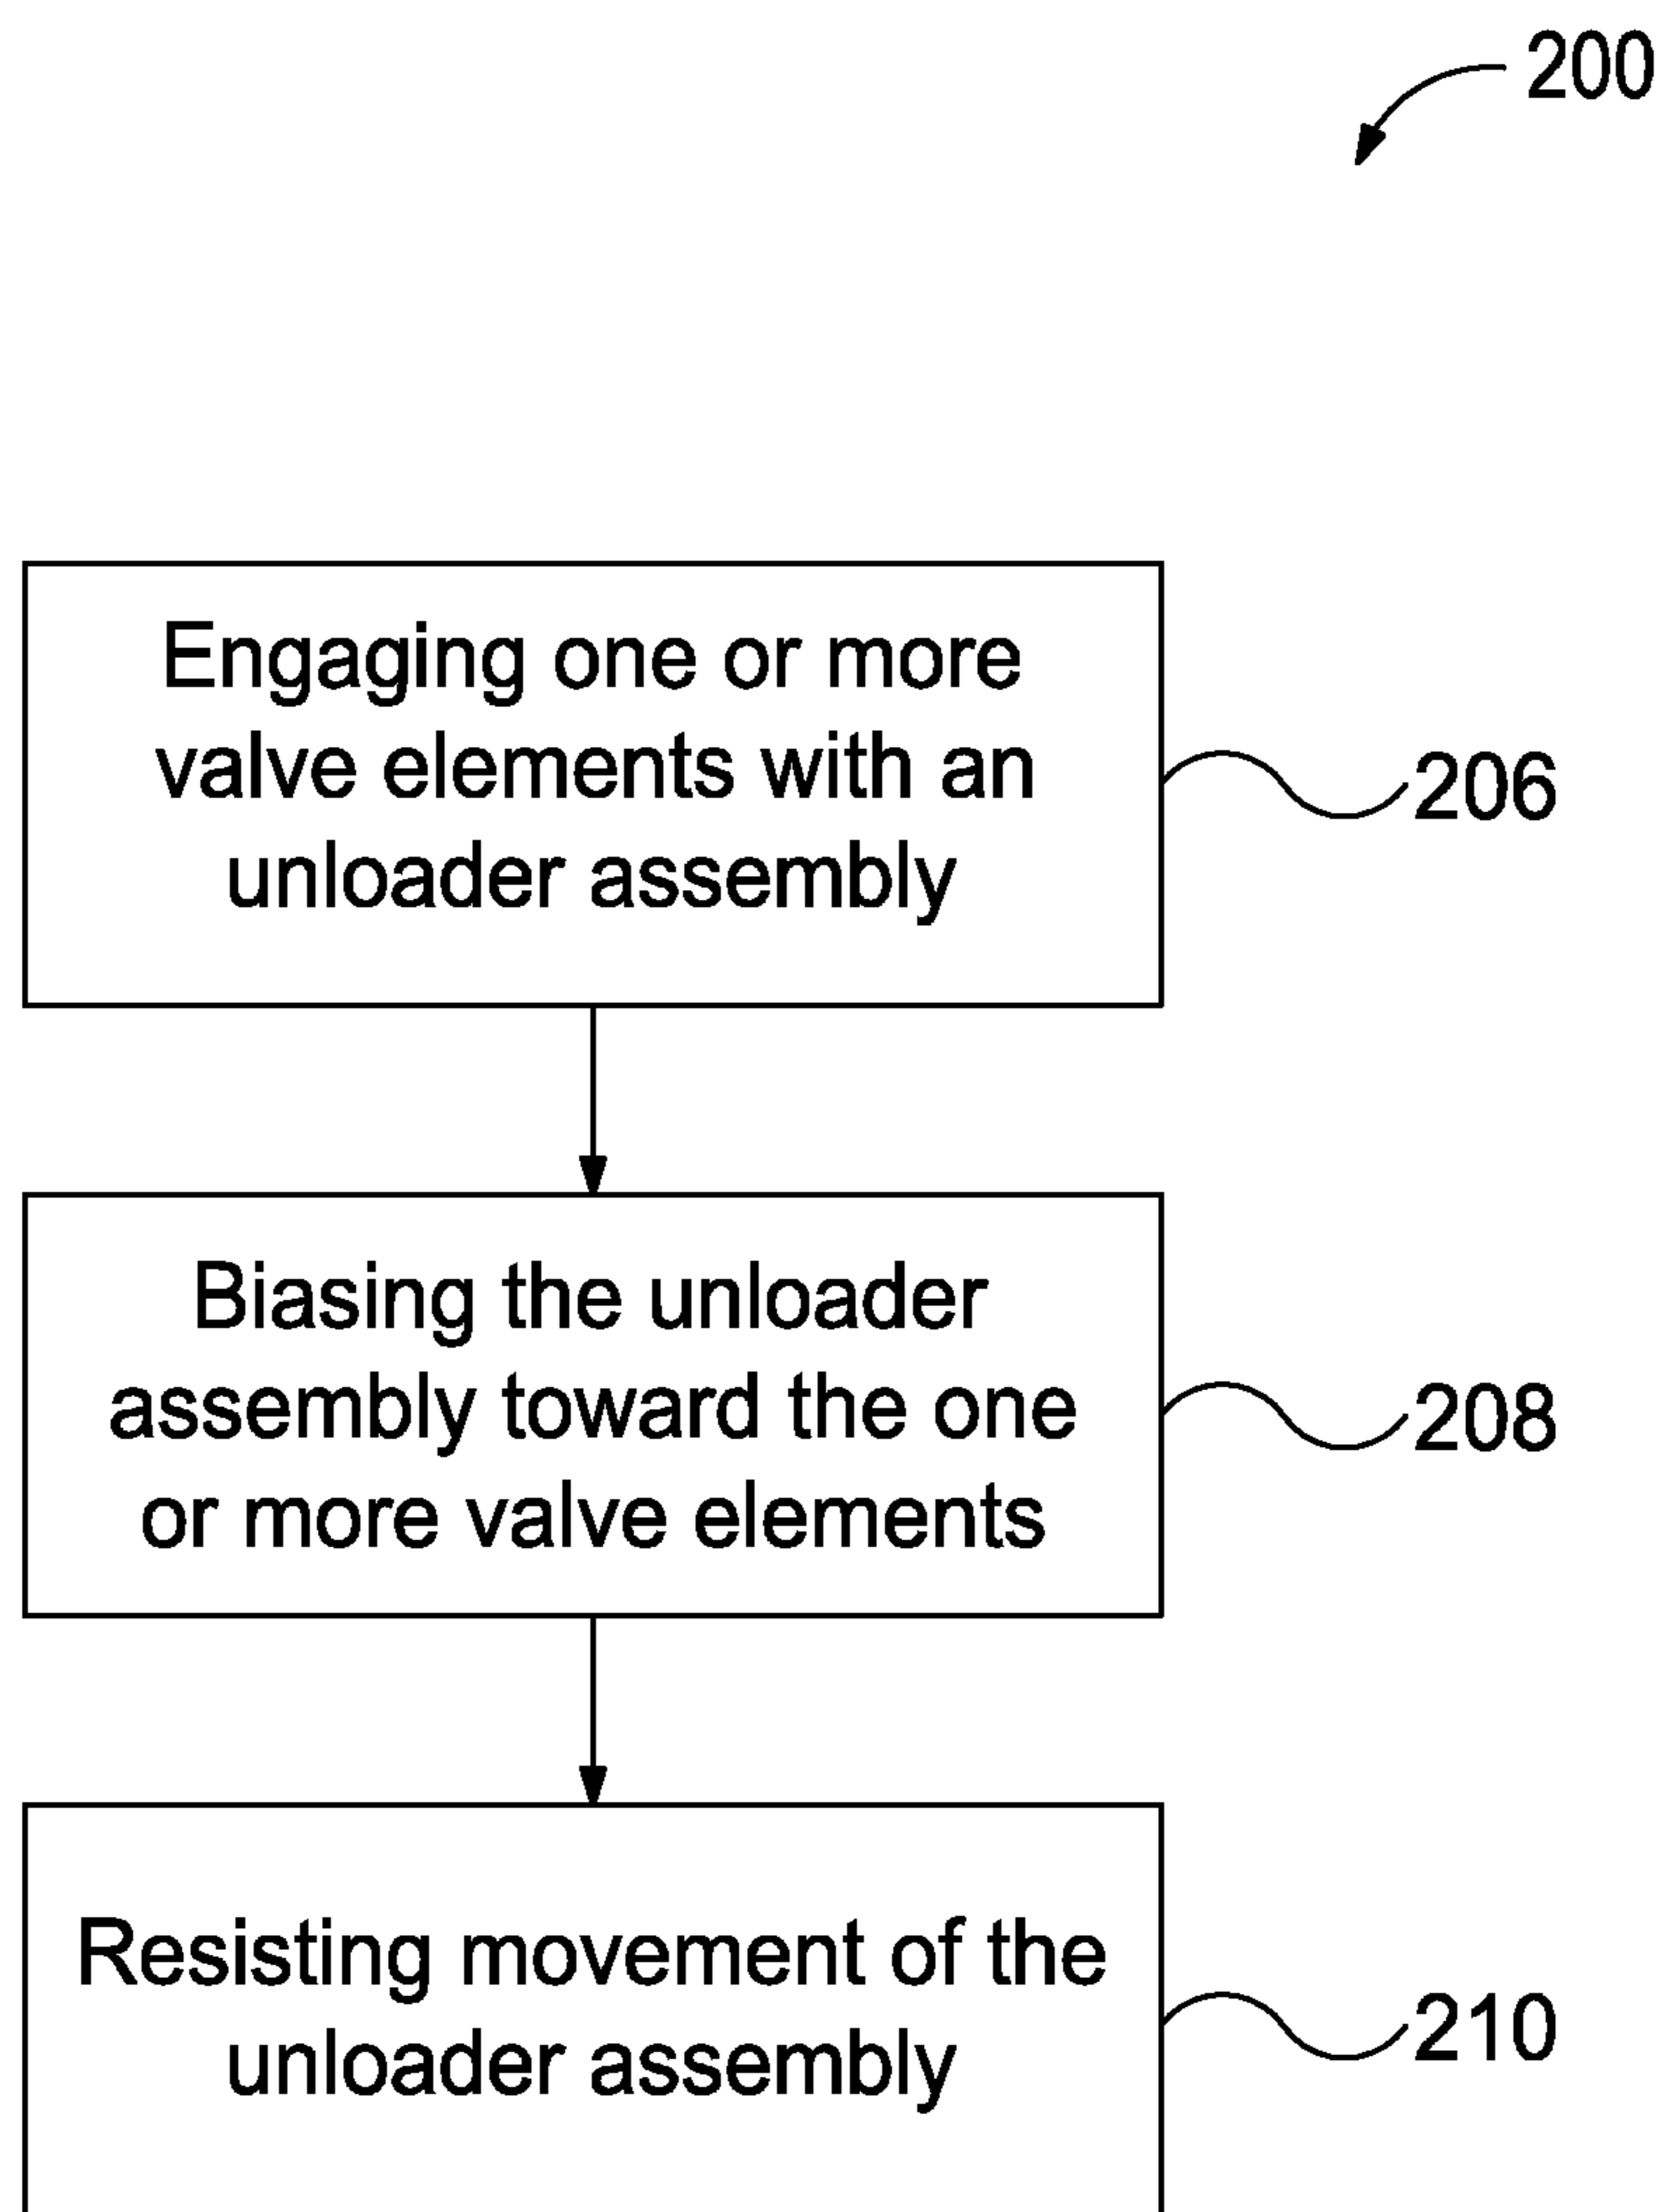 200
Engaging one or more
valve elements with an
unloader assembly
206
Biasing the unloader
assembly toward the one
or more valve elements
208
Resisting movement of the
unloader assembly
210